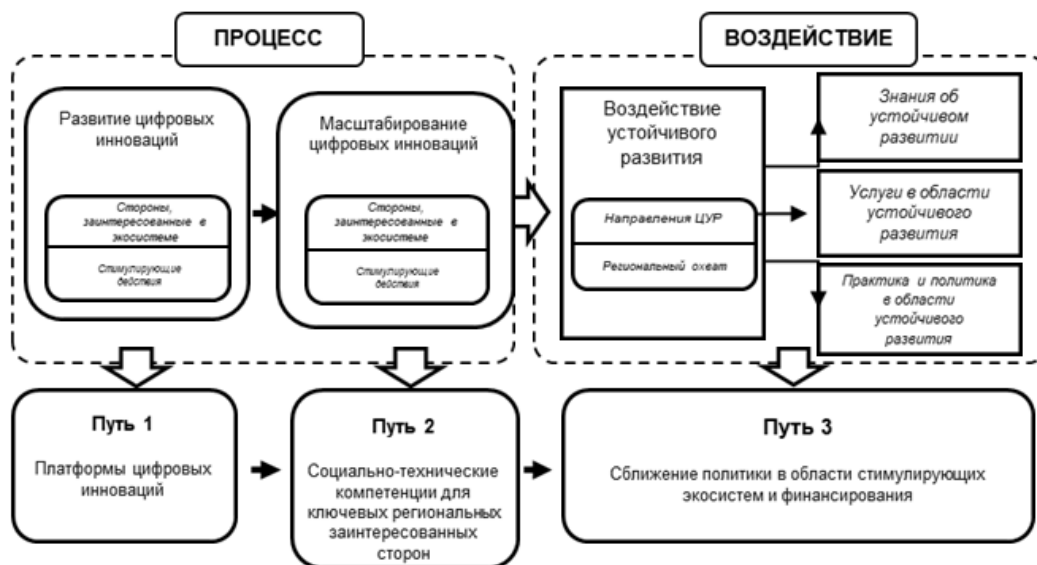 ПРОЦЕСС
ВОЗДЕЙСТВИЕ
Развитие цифровых
инноваций
Стороны,
заинтересованные в
экосистеме
Стимулирующие
действия
Масштабирование
цифровых инноваций
Стороны,
заинтересованные в
экосистеме
Стимулирующие
действия
Воздействие
устойчивого
развития
Направления ЦУР
Региональный охват
Знания об
устойчивом
развитии
Услуги в области
устойчивого
развития
Практика и политика
в области
устойчивого
развития
Путь 1
Платформы цифровых
инноваций
Путь 2
Социально-технические
компетенции для
ключевых региональных
заинтересованных
сторон
Путь 3
Сближение политики в области стимулирующих
экосистем и финансирования